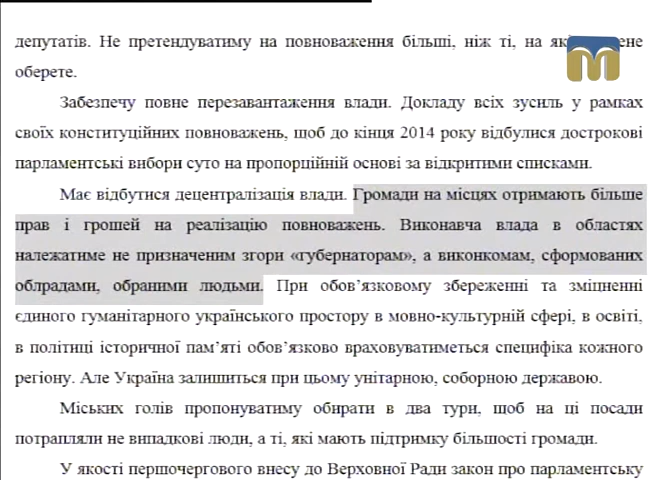 депутатів. Не претендуватиму на повноваження більші, ніж ті, на які мене
оберете.
Забезпечу повне перезавантаження влади. Докладу всіх зусиль у рамках
своїх конституційних повноважень, щоб до кінця 2014 року відбулися дострокові
парламентські вибори суто на пропорційній основі за відкритими списками.
Має відбутися децентралізація влади. Громади на місцях отримають більше
прав і грошей на реалізацію повноважень. Виконавча влада в областях
належатиме не призначеним згори «губернаторам», а виконкомам, сформованих
облрадами, обраними людьми. При обов’язковому збереженні та зміцненні
єдиного гуманітарного українського простору в мовно-культурній сфері, в освіті,
в політиці історичної пам’яті обов’язково враховуватиметься специфіка кожного
регіону. Але Україна залишиться при цьому унітарною, соборною державою.
Міських голів пропонуватиму обирати в два тури, щоб на ці посади
потрапляли не випадкові люди, а ті, які мають підтримку більшості громади.
У якості першочергового внесу до Верховної Ради закон про парламентську